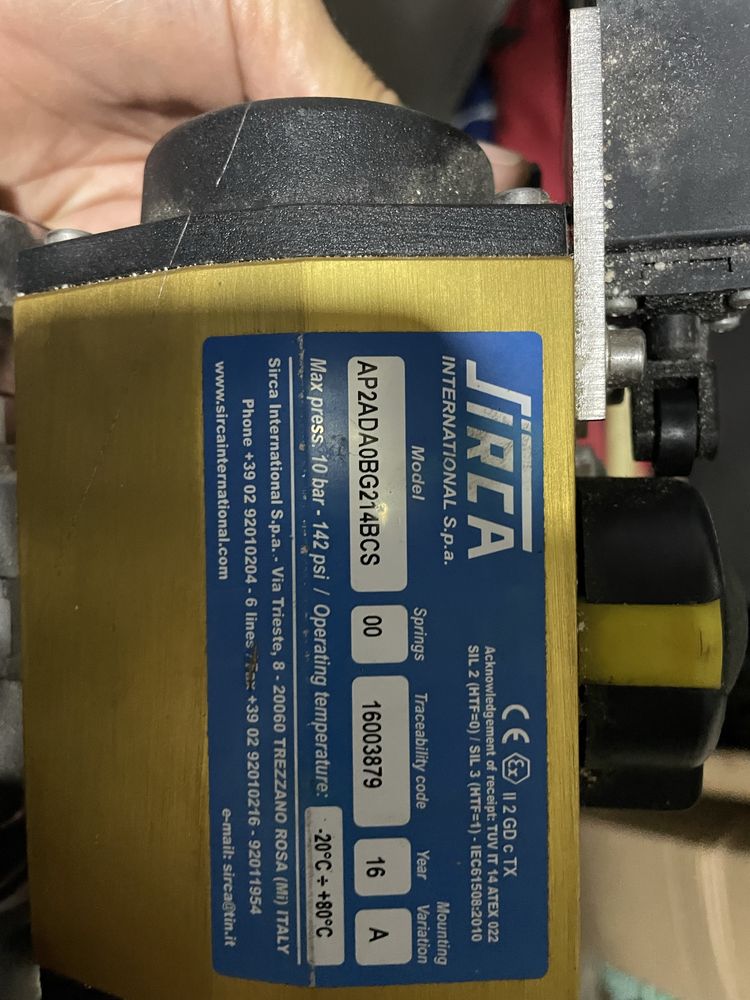 SIRCA
INTERNATIONAL S.p.a.
CE Ex II 2 GD c TX
Acknowledgement of receipt: TUV IT 14 ATEX 022
SIL 2 (HTF=0) / SIL 3 (HTF=1) - IEC61508:2010
Model Springs Traceability code Year Mounting Variation
AP2ADA0BG214BCS 00 16003879 16 A
Max press. 10 bar - 142 psi / Operating temperature: -20°C ÷ +80°C
Sirca International S.p.a.- Via Trieste, 8 - 20060 TREZZANO ROSA (Mi) ITALY
Phone +39 02 92010204 - 6 lines +39 02 92010216 - 92011954
www.sircainternational.com e-mail: sirca@tin.it